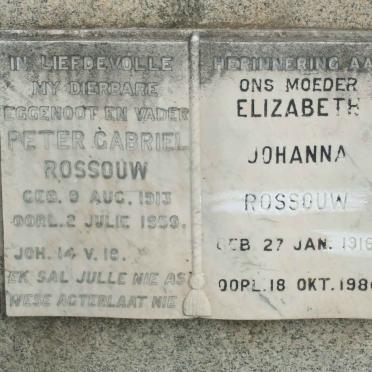 IN LIEFDEVOLLE HERINNERING AA
MY DIERBARE
EGGENOOT EN VADER
PETER GABRIEL
ROSSOUW
GEB. 9 AUG. 1913
OORL. 2 JULIE 1959.
JOH. 14 V. 18.
EK SAL JULLE NIE AS
WESE AGTERLAAT NIE
ONS MOEDER
ELIZABETH
JOHANNA
ROSSOUW
GEB. 27 JAN. 1916
OORL. 18 OKT. 198